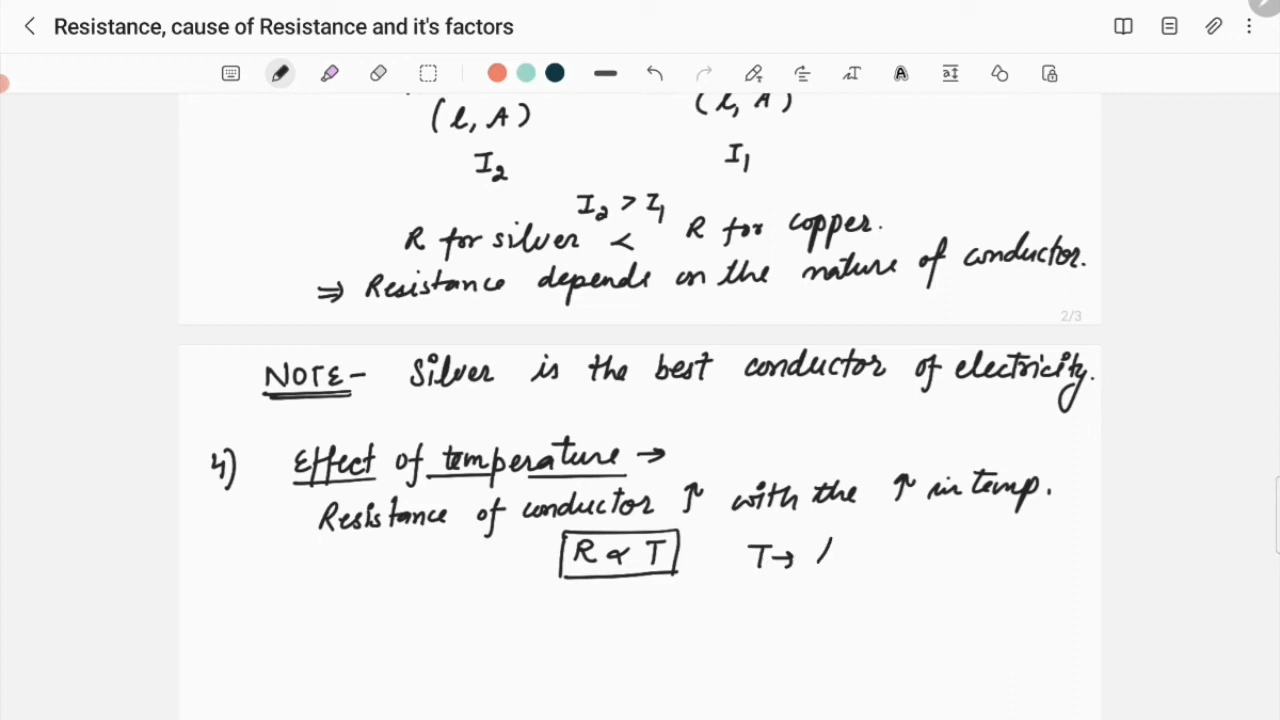 Resistance, cause of Resistance and it's factors
(l, A) (l, A)
I2 I1
I2 > I1
R for silver < R for copper.
⇒ Resistance depends on the nature of conductor.
2/3
NOTE- Silver is the best conductor of electricity.
4) Effect of temperature →
Resistance of conductor ↑ with the ↑ in temp.
R ∝ T T→